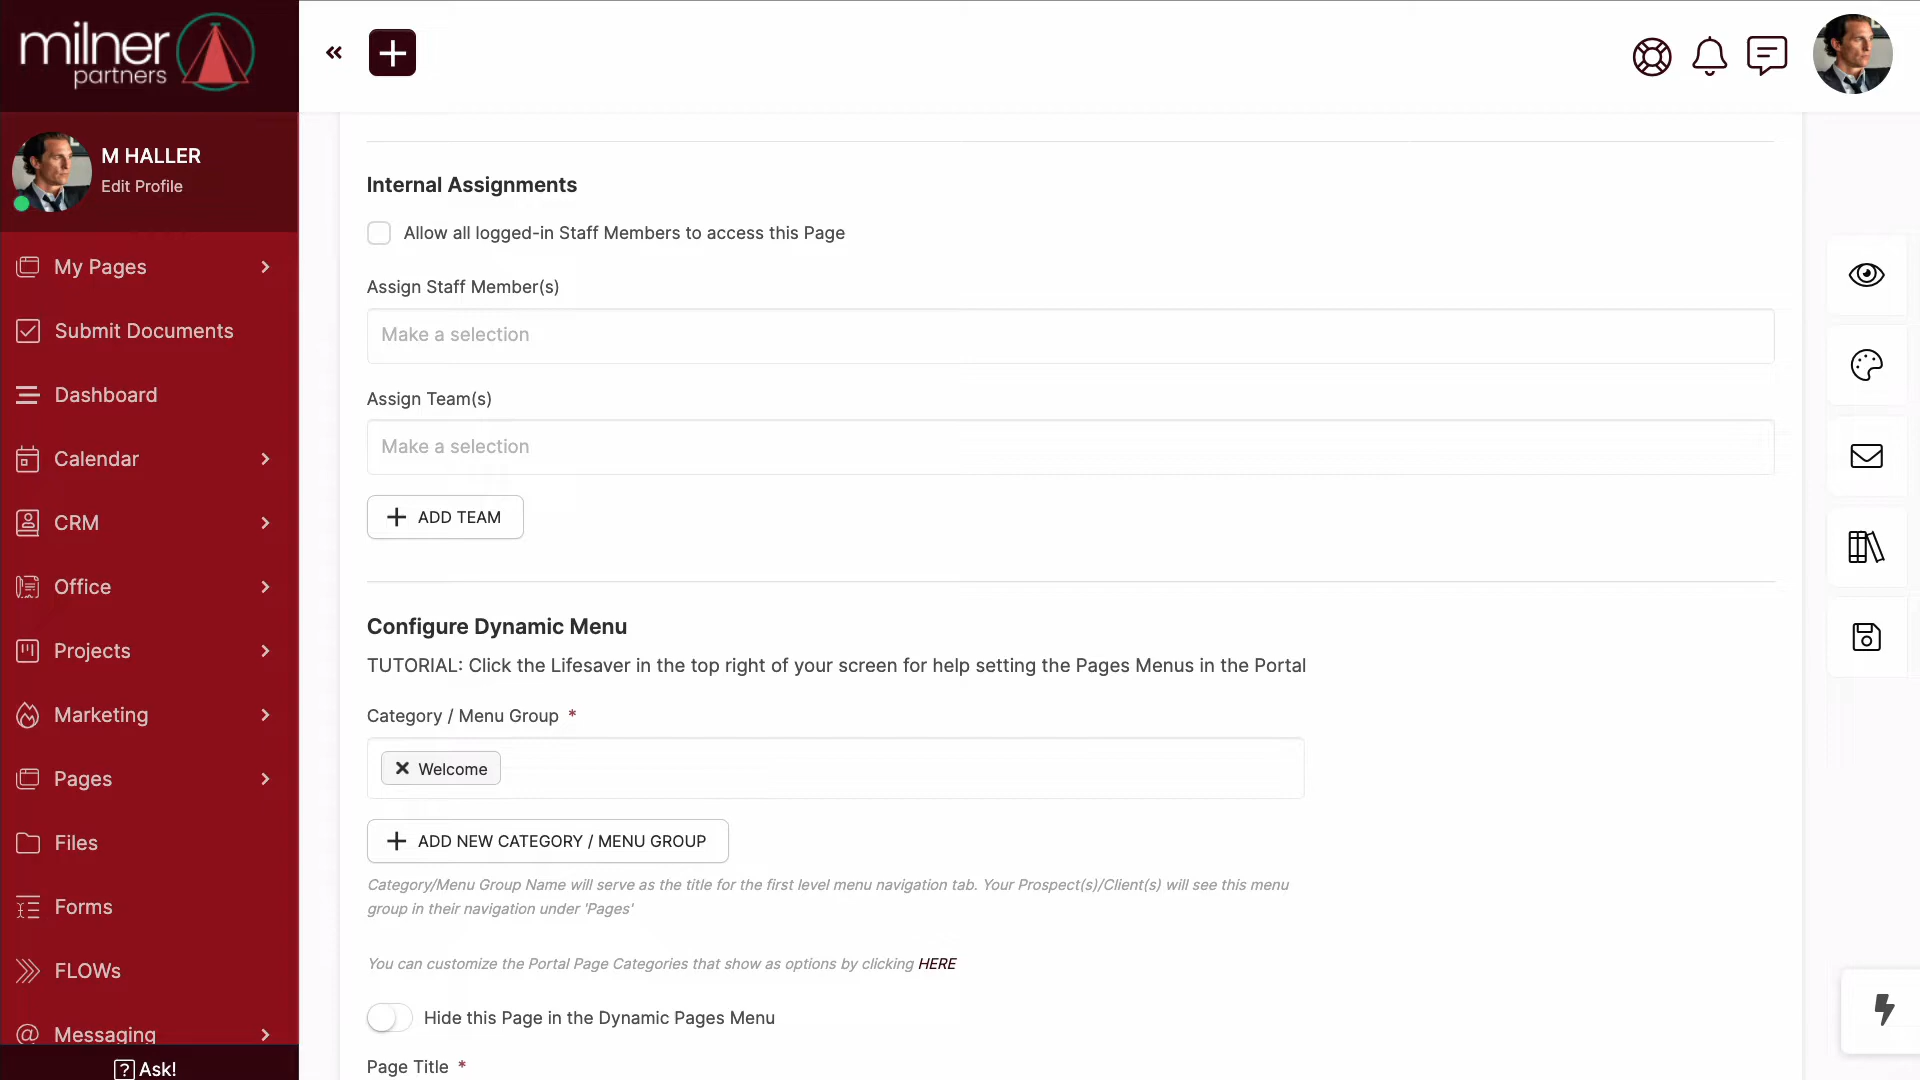 milner
partners
M HALLER
Edit Profile
My Pages
Submit Documents
Dashboard
Calendar
CRM
Office
Projects
Marketing
Pages
Files
Forms
FLOWs
Messaging
? Ask!
Internal Assignments
Allow all logged-in Staff Members to access this Page
Assign Staff Member(s)
Make a selection
Assign Team(s)
Make a selection
ADD TEAM
Configure Dynamic Menu
TUTORIAL: Click the Lifesaver in the top right of your screen for help setting the Pages Menus in the Portal
Category / Menu Group *
Welcome
ADD NEW CATEGORY / MENU GROUP
Category/Menu Group Name will serve as the title for the first level menu navigation tab. Your Prospect(s)/Client(s) will see this menu
group in their navigation under 'Pages'
You can customize the Portal Page Categories that show as options by clicking HERE
Hide this Page in the Dynamic Pages Menu
Page Title *